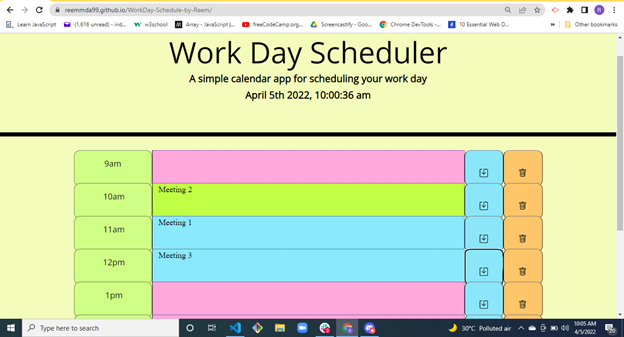 reemmda99.github.io/WorkDay-Schedule-by-Reem/
Learn JavaScript
(1,616 unread) - ind...
w3school
Array - JavaScript |...
freeCodeCamp.org...
Screencastify - Goo...
Chrome DevTools -...
10 Essential Web D...
Other bookmarks
Work Day Scheduler
A simple calendar app for scheduling your work day
April 5th 2022, 10:00:36 am
9am
10am Meeting 2
11am Meeting 1
12pm Meeting 3
1pm
Type here to search
30°C Polluted air
10:05 AM
4/5/2022